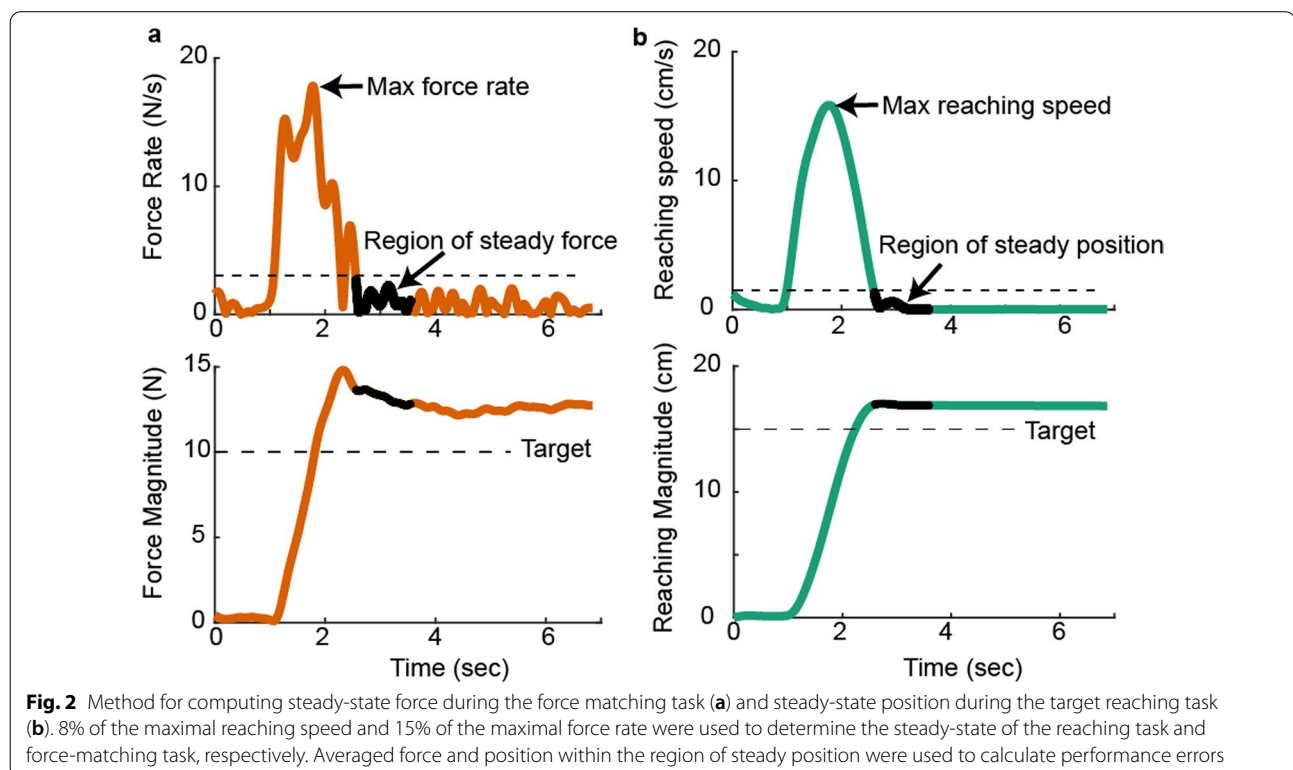 a
b
20
10
0
Force Rate (N/s)
Max force rate
Region of steady force
0
2
4
6
20
10
0
Reaching speed (cm/s)
Max reaching speed
Region of steady position
0
2
4
6
15
10
5
0
Force Magnitude (N)
Target
0
2
4
6
Time (sec)
20
10
0
Reaching Magnitude (cm)
Target
0
2
4
6
Time (sec)
Fig. 2 Method for computing steady-state force during the force matching task (a) and steady-state position during the target reaching task
(b). 8% of the maximal reaching speed and 15% of the maximal force rate were used to determine the steady-state of the reaching task and
force-matching task, respectively. Averaged force and position within the region of steady position were used to calculate performance errors